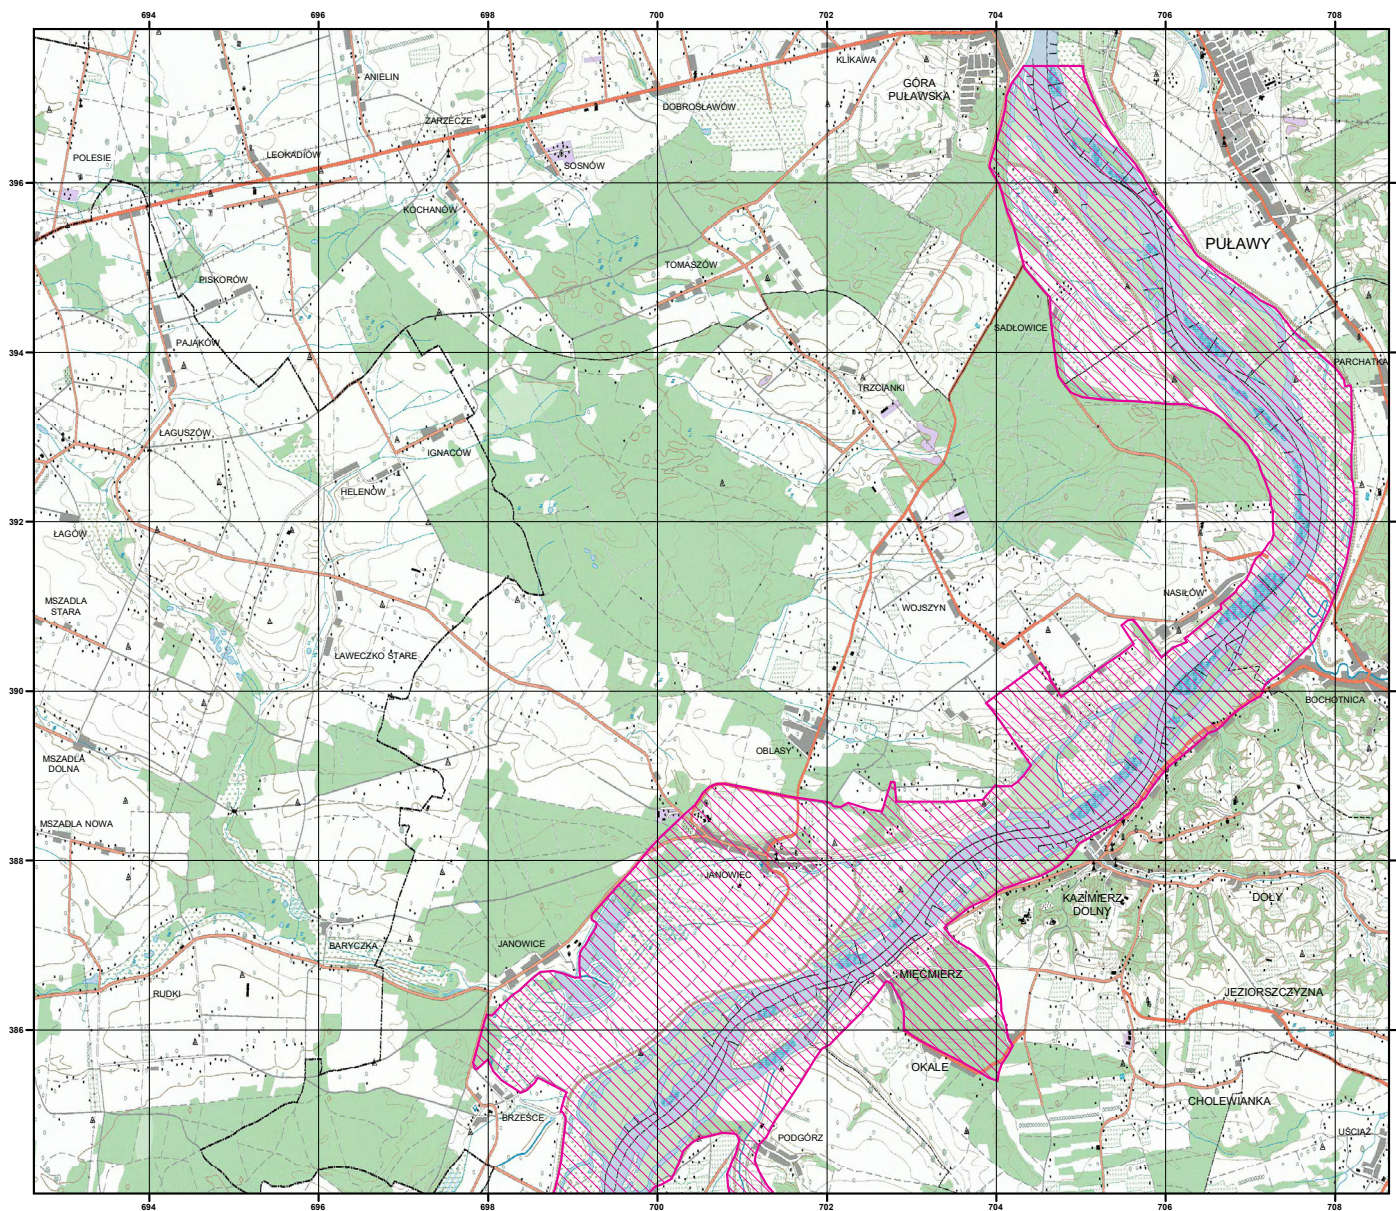 694 696 698 700 702 704 706 708
KLIKAWA
ANIELIN
GÓRA
PUŁAWSKA
DOBROSŁAWÓW
ZARZECZE
POLESIE
LEOKADIÓW
SOSNÓW
396
KOCHANÓW
PUŁAWY
TOMASZÓW
PISKORÓW
SADŁOWICE
PAJĄKÓW
394
PARCHATKA
TRZCIANKI
ŁAGUSZÓW
IGNACÓW
HELENÓW
392
ŁAGÓW
NASIŁÓW
MSZADLA
STARA
WOJSZYN
ŁAWECZKO STARE
390
BOCHOTNICA
OBLASY
MSZADLA
DOLNA
MSZADLA NOWA
388
JANOWIEC
KAZIMIERZ
DOLNY
DOŁY
JANOWICE
BARYCZKA
MIĘĆMIERZ
RUDKI
JEZIORSZCZYZNA
386
OKALE
CHOLEWIANKA
BRZEŚCE
PODGÓRZ
UŚCIĄŻ
694 696 698 700 702 704 706 708